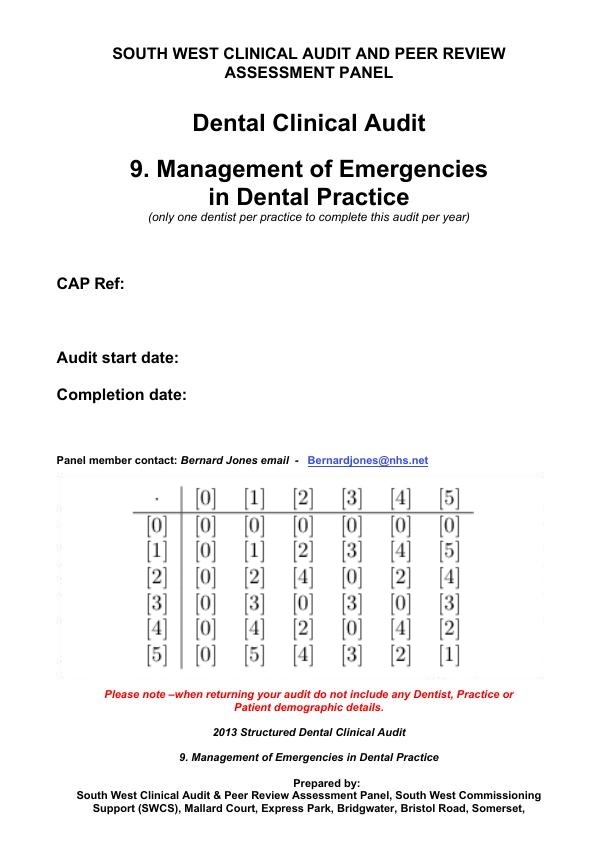 SOUTH WEST CLINICAL AUDIT AND PEER REVIEW
ASSESSMENT PANEL
Dental Clinical Audit
9. Management of Emergencies
in Dental Practice
(only one dentist per practice to complete this audit per year)
CAP Ref:
Audit start date:
Completion date:
Panel member contact: Bernard Jones email - Bernardjones@nhs.net
· [0] [1] [2] [3] [4] [5]
[0] [0] [0] [0] [0] [0] [0]
[1] [0] [1] [2] [3] [4] [5]
[2] [0] [2] [4] [0] [2] [4]
[3] [0] [3] [0] [3] [0] [3]
[4] [0] [4] [2] [0] [4] [2]
[5] [0] [5] [4] [3] [2] [1]
Please note –when returning your audit do not include any Dentist, Practice or
Patient demographic details.
2013 Structured Dental Clinical Audit
9. Management of Emergencies in Dental Practice
Prepared by:
South West Clinical Audit & Peer Review Assessment Panel, South West Commissioning
Support (SWCS), Mallard Court, Express Park, Bridgwater, Bristol Road, Somerset,